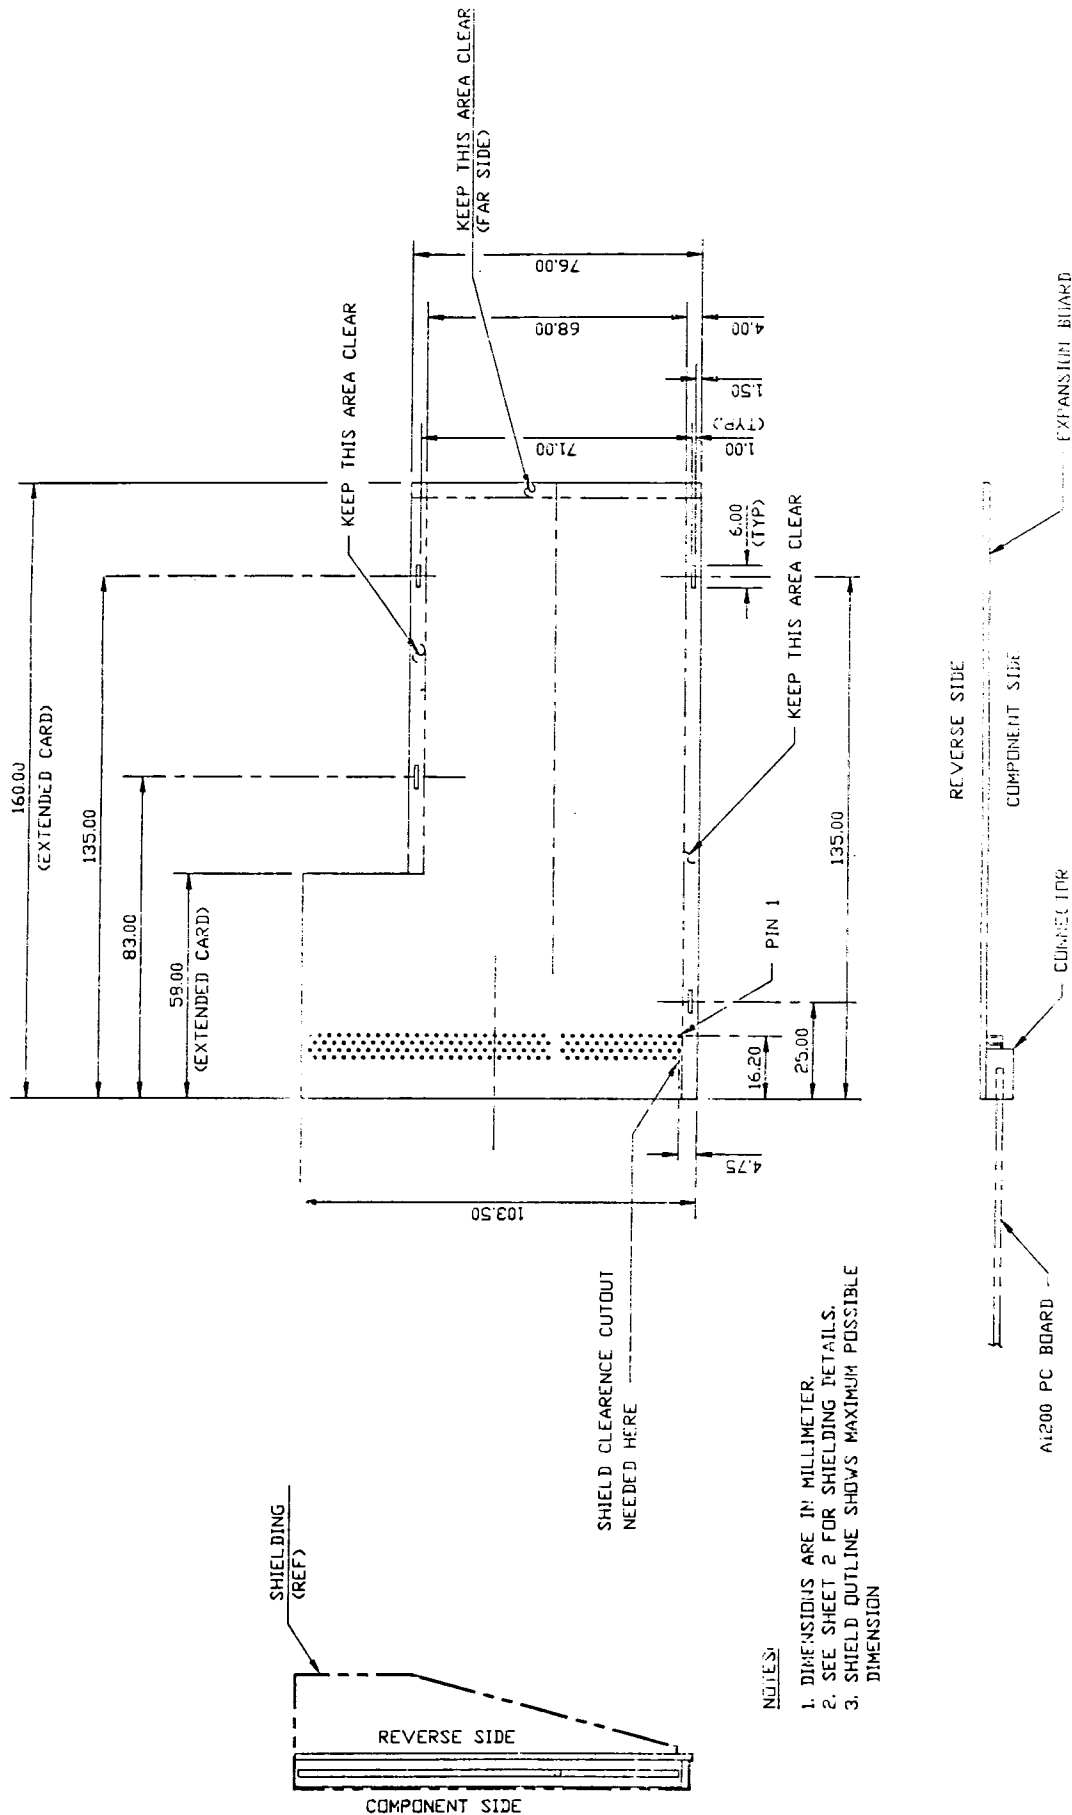 160.00
(EXTENDED CARD)
135.00
83.00
59.00
(EXTENDED CARD)
KEEP THIS AREA CLEAR
KEEP THIS AREA CLEAR
(FAR SIDE)
76.00
68.00
4.00
1.50
(TYP.)
71.00
1.00
6.00
(TYP)
KEEP THIS AREA CLEAR
PIN 1
135.00
16.20
25.00
4.75
103.50
SHIELD CLEARENCE CUTOUT
NEEDED HERE
REVERSE SIDE
COMPONENT SIDE
EXPANSION BOARD
CONNECTOR
A1200 PC BOARD
SHIELDING
(REF)
REVERSE SIDE
COMPONENT SIDE
NOTES:
1. DIMENSIONS ARE IN MILLIMETER.
2. SEE SHEET 2 FOR SHIELDING DETAILS.
3. SHIELD OUTLINE SHOWS MAXIMUM POSSIBLE
DIMENSION